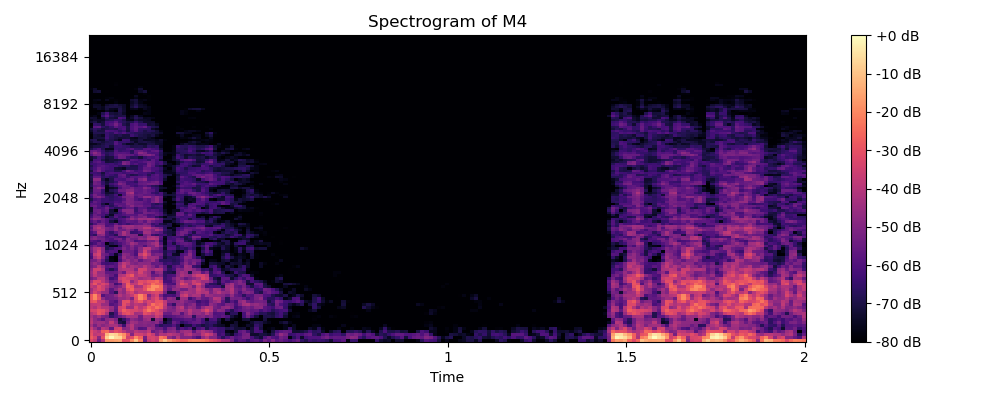 Spectrogram of M4
Hz
16384
8192
4096
2048
1024
512
0
0 0.5 1 1.5 2
Time
+0 dB
-10 dB
-20 dB
-30 dB
-40 dB
-50 dB
-60 dB
-70 dB
-80 dB